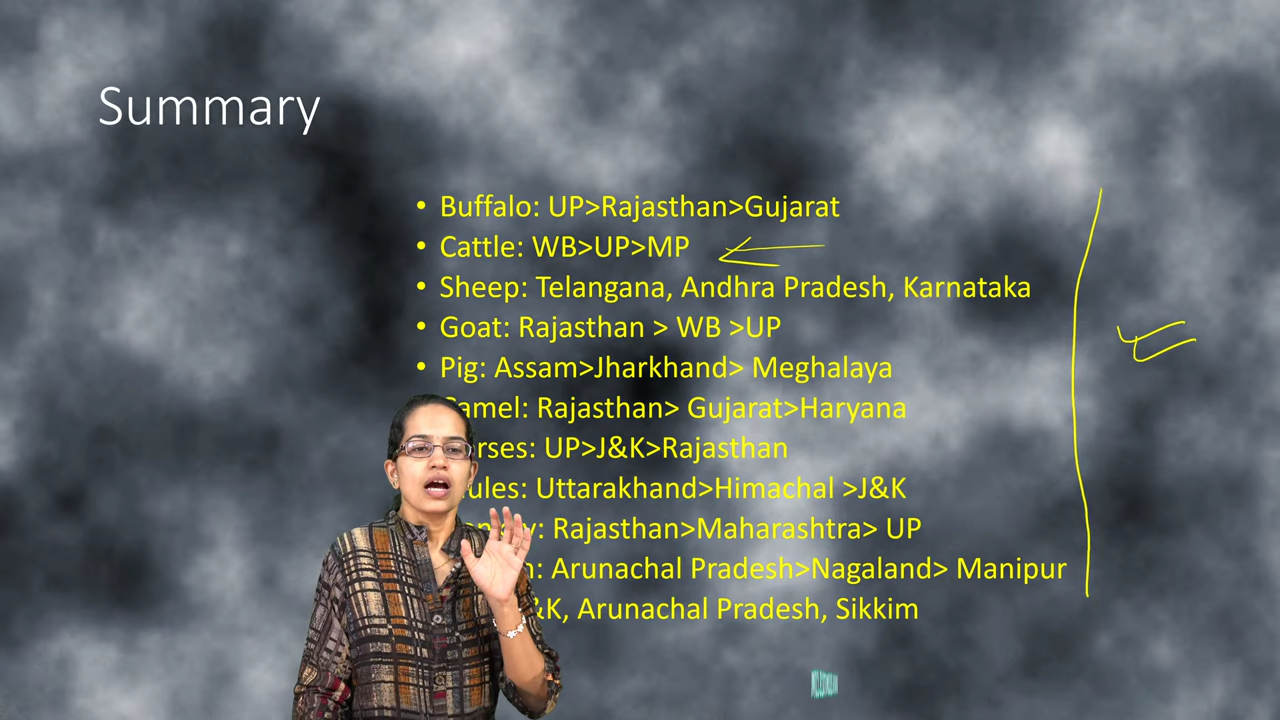 Summary
• Buffalo: UP>Rajasthan>Gujarat
• Cattle: WB>UP>MP
• Sheep: Telangana, Andhra Pradesh, Karnataka
• Goat: Rajasthan > WB >UP
• Pig: Assam>Jharkhand> Meghalaya
Camel: Rajasthan> Gujarat>Haryana
rses: UP>J&K>Rajasthan
ules: Uttarakhand>Himachal >J&K
Rajasthan>Maharashtra> UP
Arunachal Pradesh>Nagaland> Manipur
&K, Arunachal Pradesh, Sikkim